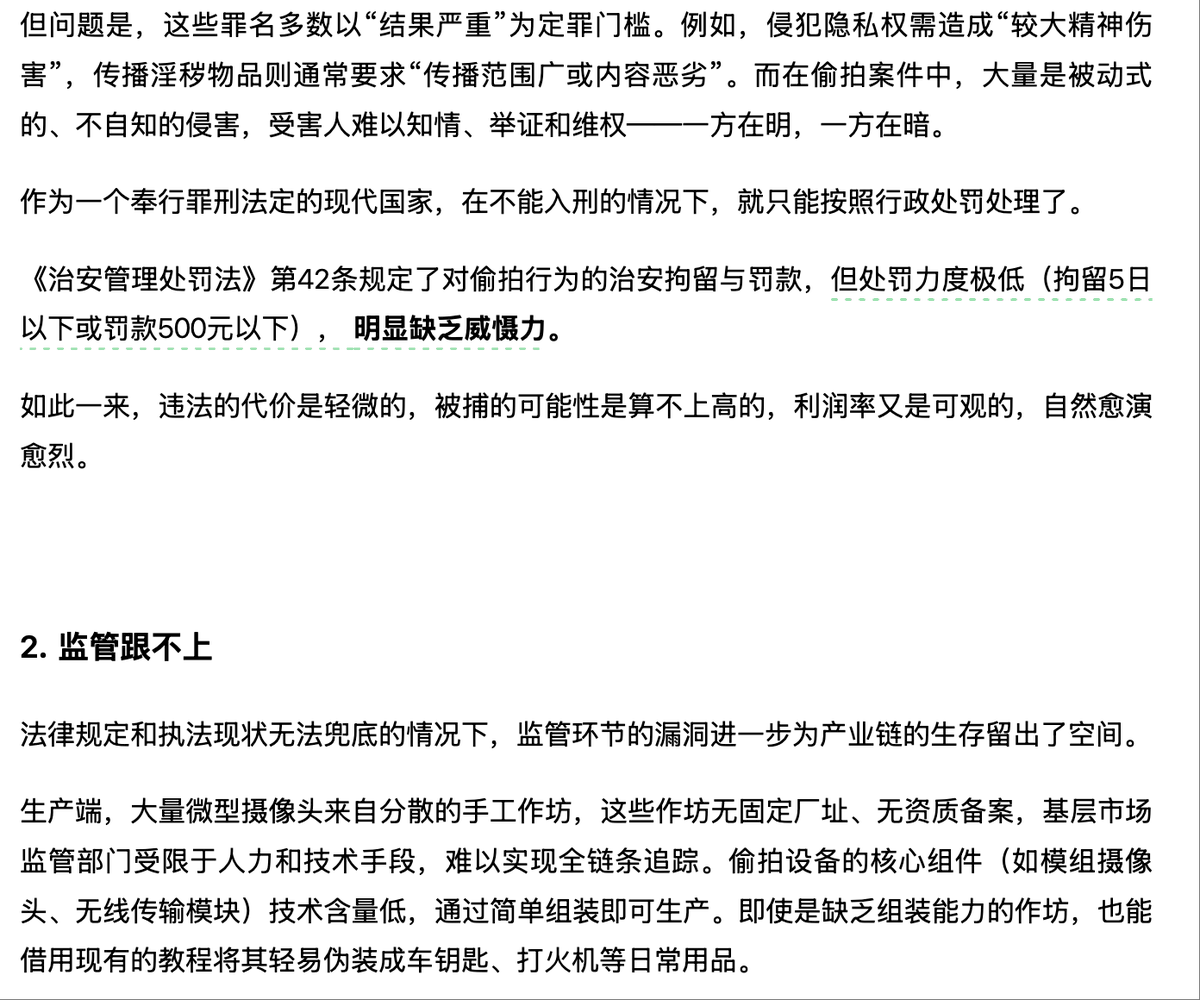 但问题是，这些罪名多数以“结果严重”为定罪门槛。例如，侵犯隐私权需造成“较大精神伤
害”，传播淫秽物品则通常要求“传播范围广或内容恶劣”。而在偷拍案件中，大量是被动式
的、不自知的侵害，受害人难以知情、举证和维权——一方在明，一方在暗。
作为一个奉行罪刑法定的现代国家，在不能入刑的情况下，就只能按照行政处罚处理了。
《治安管理处罚法》第42条规定了对偷拍行为的治安拘留与罚款，但处罚力度极低（拘留5日
以下或罚款500元以下），明显缺乏威慑力。
如此一来，违法的代价是轻微的，被捕的可能性是算不上高的，利润率又是可观的，自然愈演
愈烈。
2. 监管跟不上
法律规定和执法现状无法兜底的情况下，监管环节的漏洞进一步为产业链的生存留出了空间。
生产端，大量微型摄像头来自分散的手工作坊，这些作坊无固定厂址、无资质备案，基层市场
监管部门受限于人力和技术手段，难以实现全链条追踪。偷拍设备的核心组件（如模组摄像
头、无线传输模块）技术含量低，通过简单组装即可生产。即使是缺乏组装能力的作坊，也能
借用现有的教程将其轻易伪装成车钥匙、打火机等日常用品。